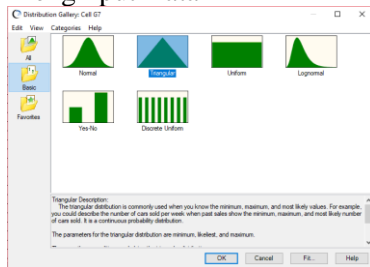 Distribution Gallery: Cell G7
Edit View Categories Help
All
Basic
Favorites
Normal Triangular Uniform Lognormal
Yes-No Discrete Uniform
Triangular Description:
The triangular distribution is commonly used when you know the minimum, maximum, and most likely values. For example,
you could describe the number of cars sold per week when past sales show the minimum, maximum, and most likely number
of cars sold. It is a continuous probability distribution.
The parameters for the triangular distribution are minimum, likeliest, and maximum.
OK Cancel Fit... Help